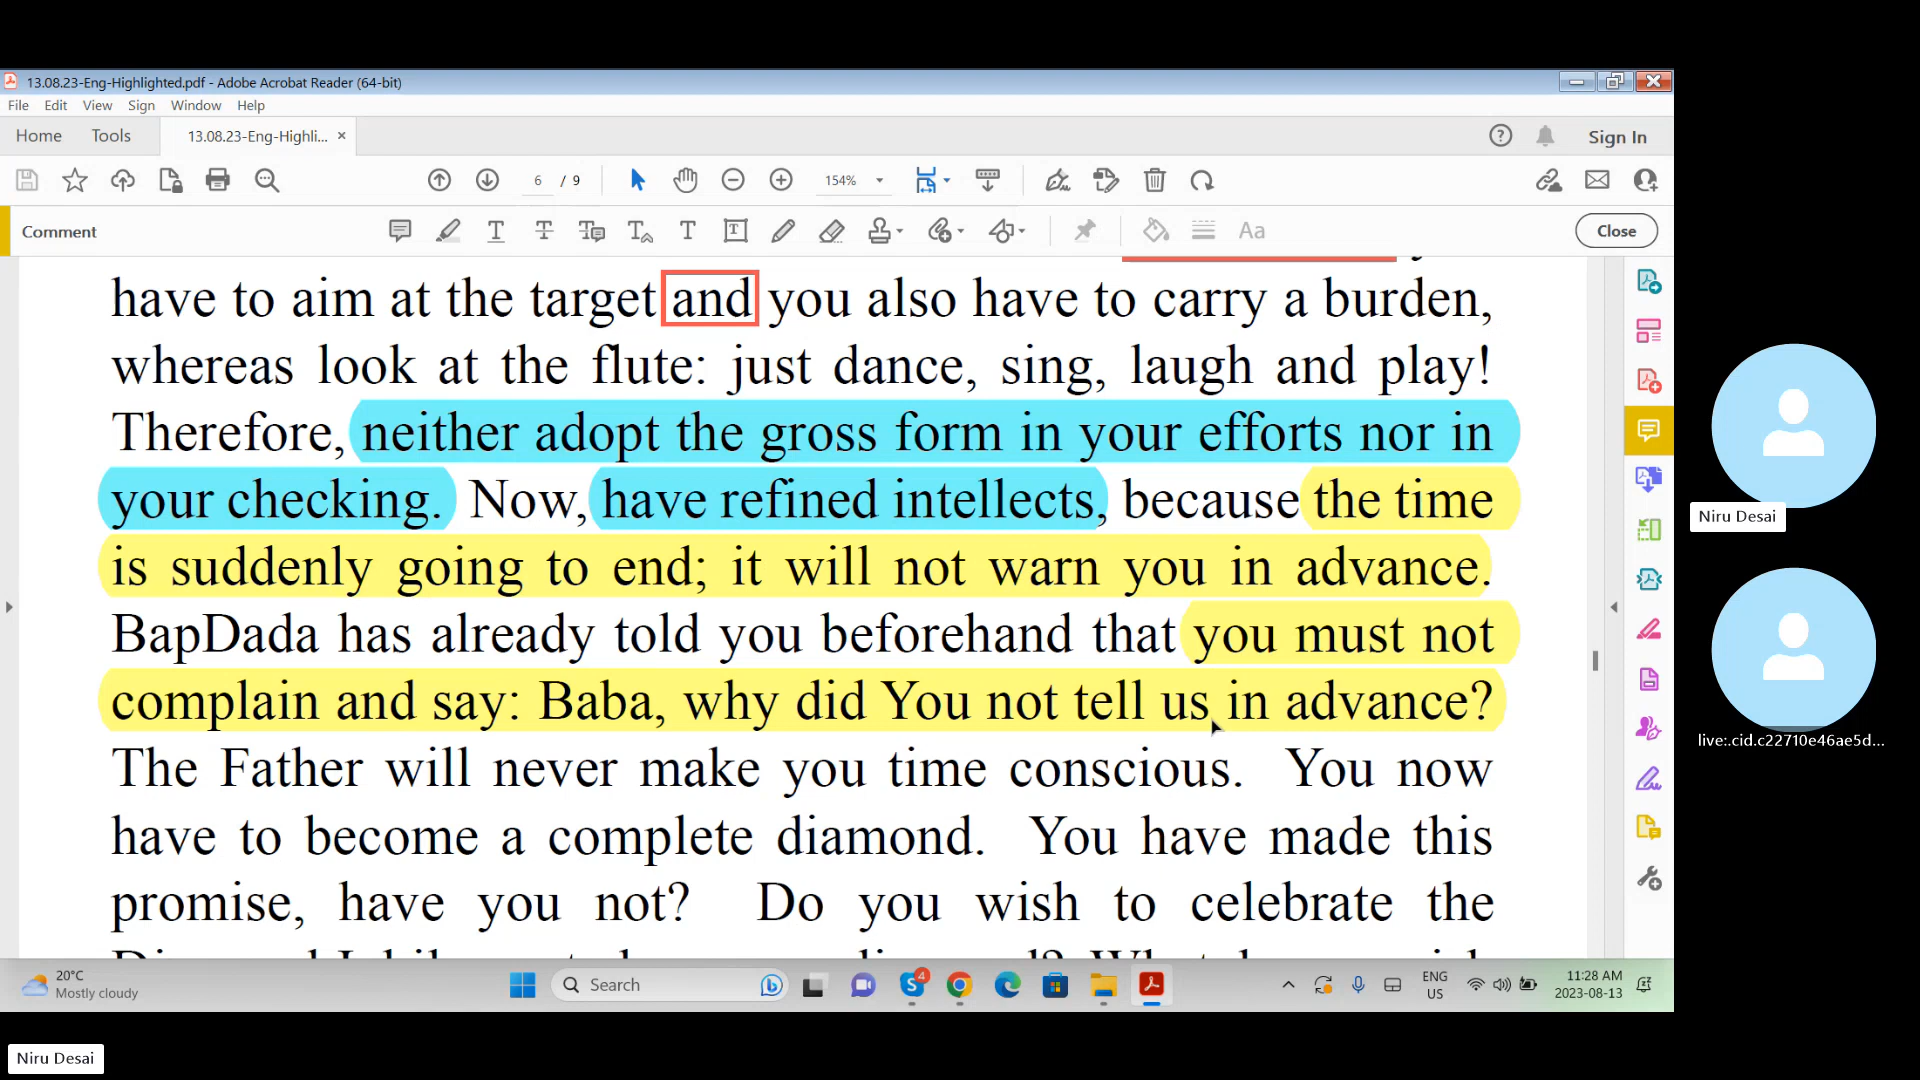 13.08.23-Eng-Highlighted.pdf - Adobe Acrobat Reader (64-bit)
File Edit View Sign Window Help
Home Tools 13.08.23-Eng-Highli... × Sign In
6 / 9 154%
Comment Aa Close
have to aim at the target and you also have to carry a burden,
whereas look at the flute: just dance, sing, laugh and play!
Therefore, neither adopt the gross form in your efforts nor in
your checking. Now, have refined intellects, because the time
is suddenly going to end; it will not warn you in advance.
BapDada has already told you beforehand that you must not
complain and say: Baba, why did You not tell us in advance?
The Father will never make you time conscious. You now
have to become a complete diamond. You have made this
promise, have you not? Do you wish to celebrate the
Niru Desai
live:.cid.c22710e46ae5d...
20°C
Mostly cloudy
Search
4
ENG
US
11:28 AM
2023-08-13
Niru Desai